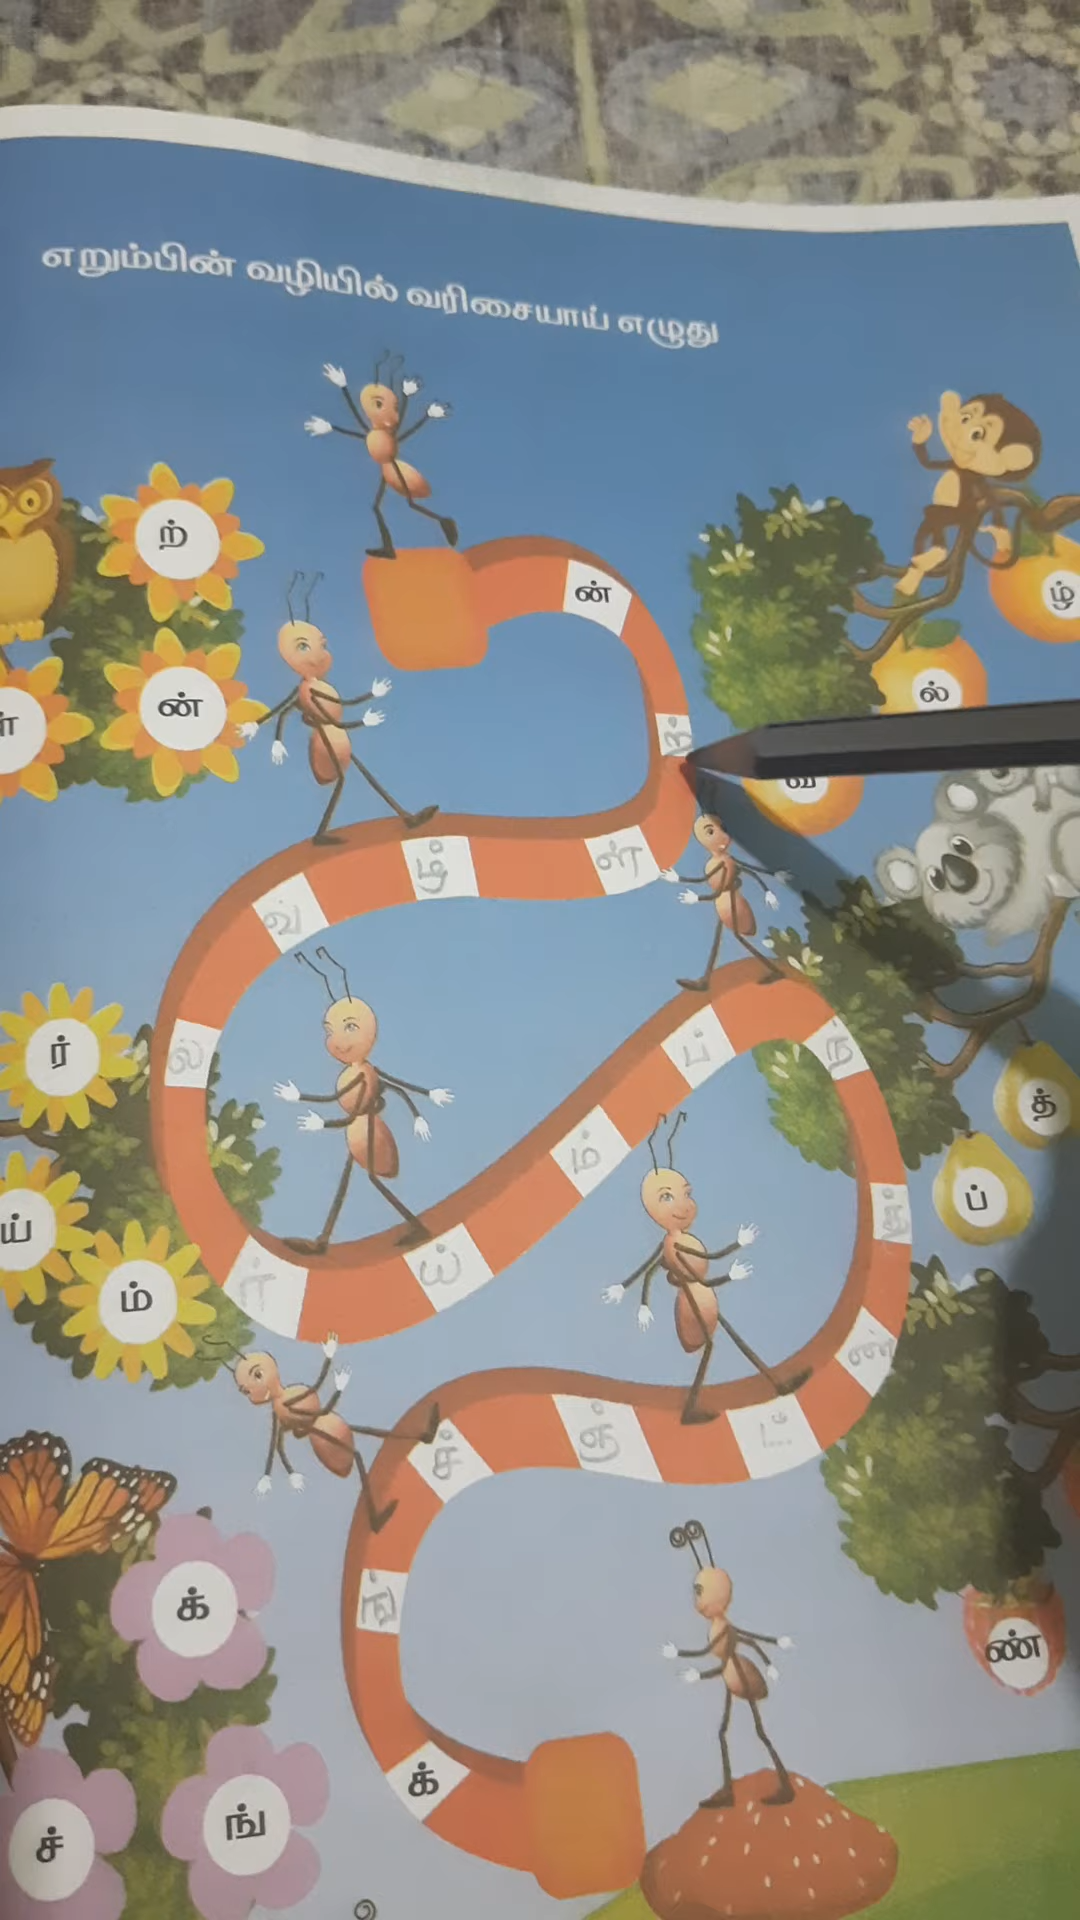 எறும்பின் வழியில் வரிசையாய் எழுது
ற்
ன்
ன்
ழ்
ல்
ற்
ள்
ழ்
வ்
வ்
ல்
ர்
ப்
ந்
ம்
த்
ப்
த்
ய்
ய்
ர்
ம்
ண்
ட்
ஞ்
ச்
ங்
க்
ண்
க்
ங்
ச்